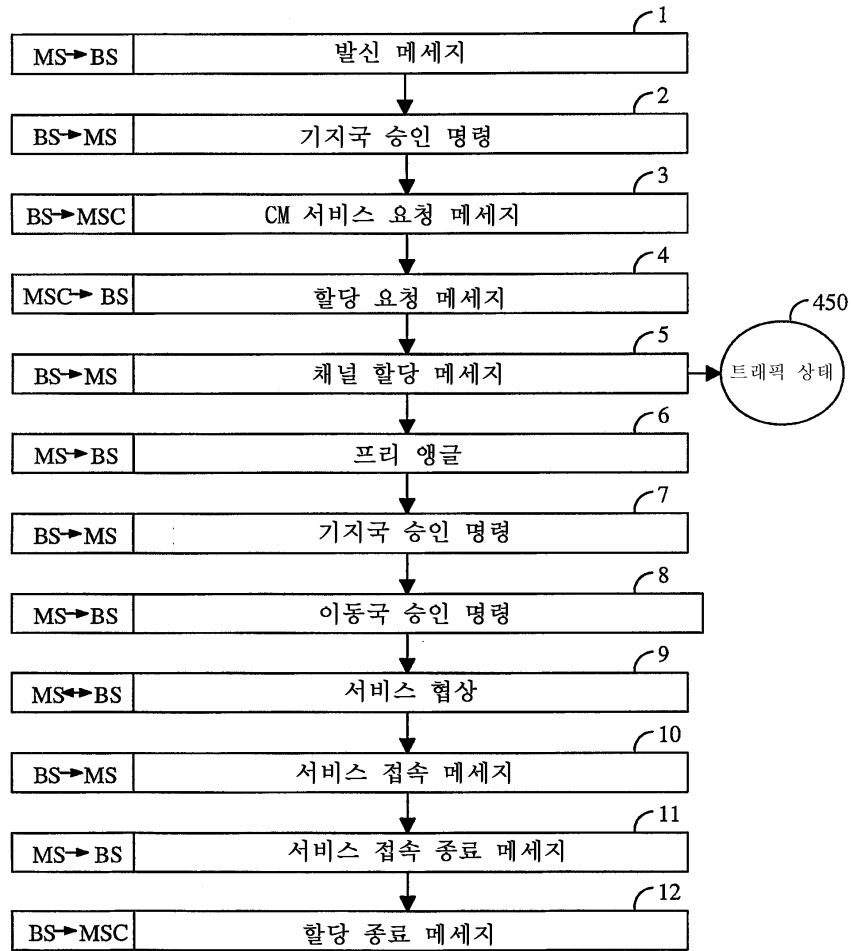 1
MS→BS 발신 메세지
2
BS→MS 기지국 승인 명령
3
BS→MSC CM 서비스 요청 메세지
4
MSC→BS 할당 요청 메세지
450
5
BS→MS 채널 할당 메세지 트래픽 상태
6
MS→BS 프리 앵글
7
BS→MS 기지국 승인 명령
8
MS→BS 이동국 승인 명령
9
MS↔BS 서비스 협상
10
BS→MS 서비스 접속 메세지
11
MS→BS 서비스 접속 종료 메세지
12
BS→MSC 할당 종료 메세지